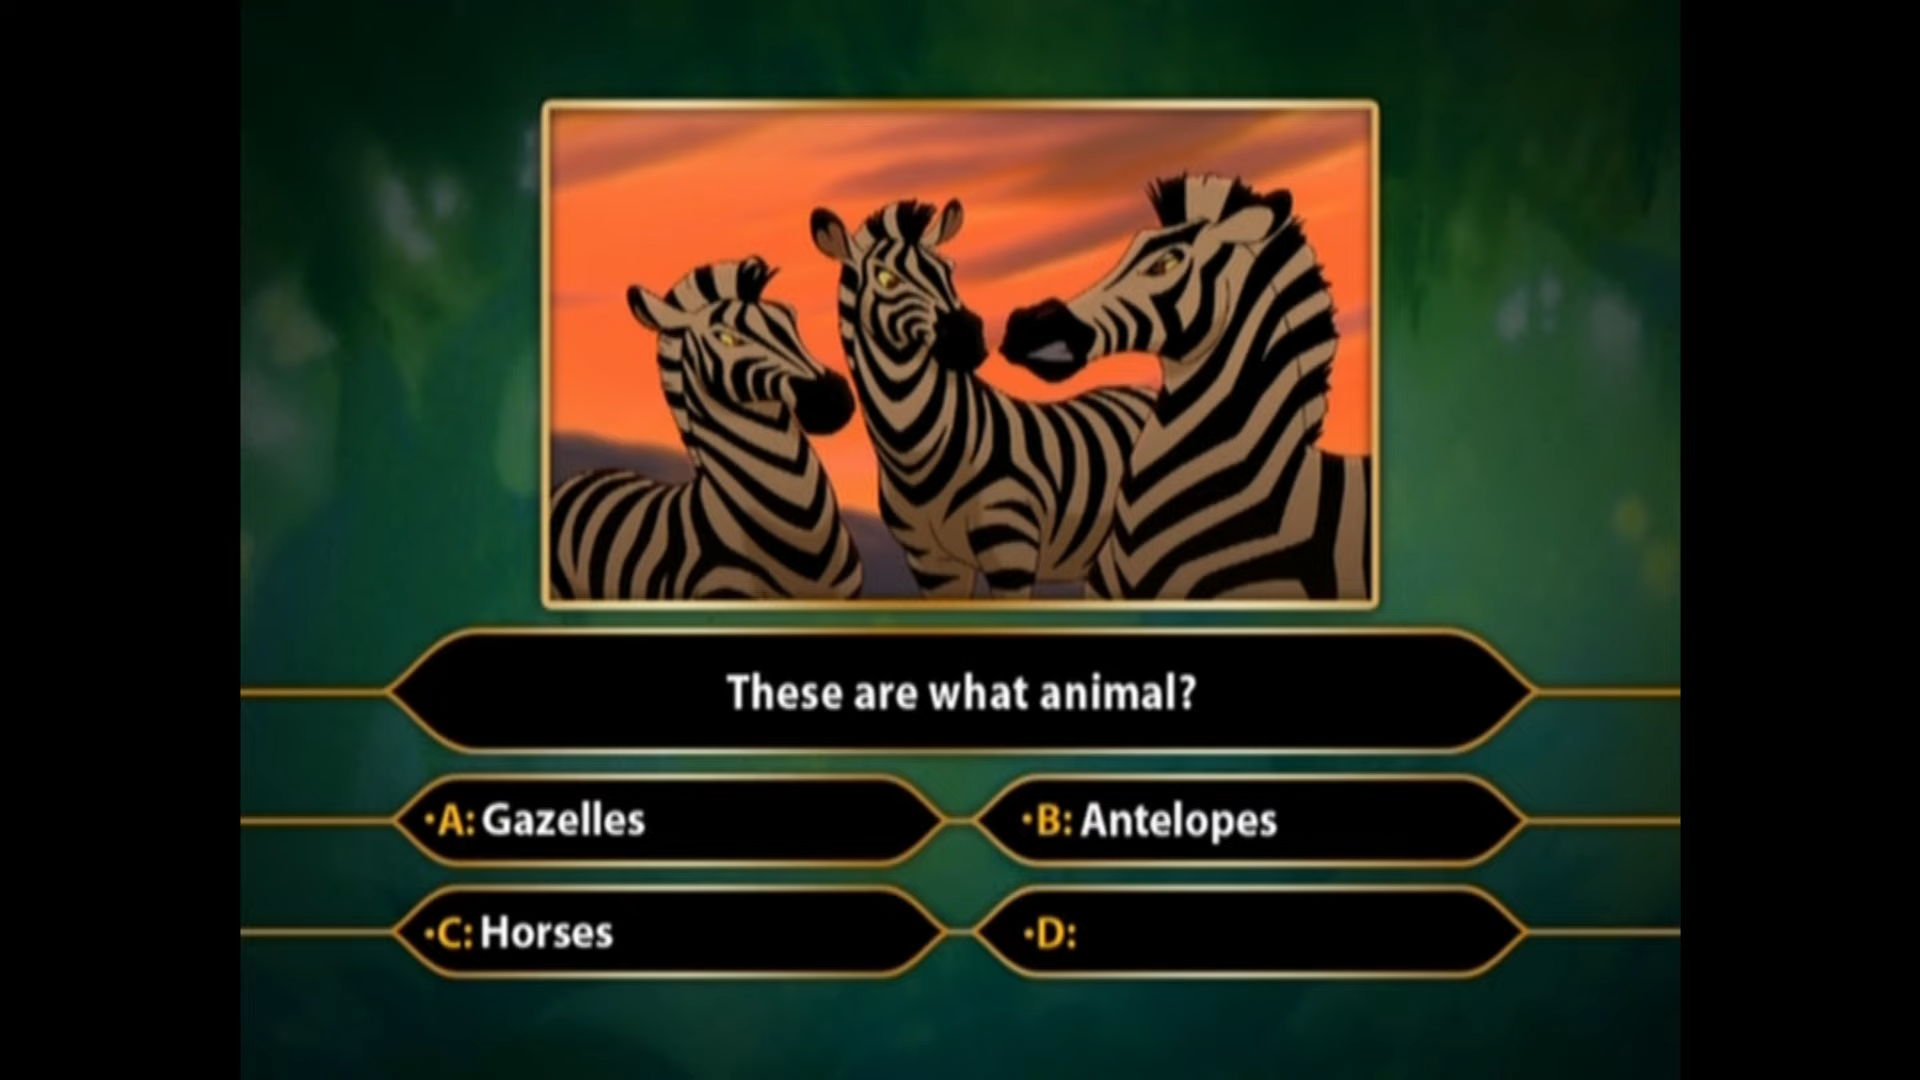 These are what animal?
•A: Gazelles
•B: Antelopes
•C: Horses
•D: